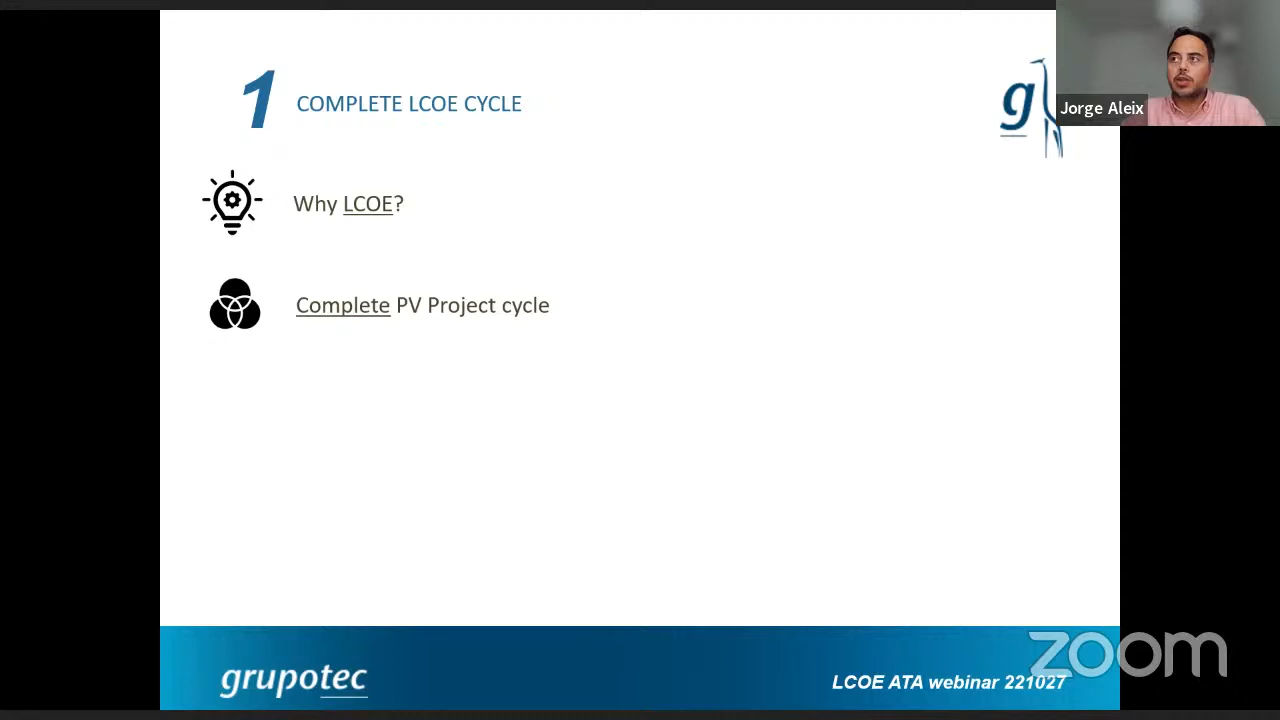 1 COMPLETE LCOE CYCLE
g
Jorge Aleix
Why LCOE?
Complete PV Project cycle
zoom
grupotec
LCOE ATA webinar 221027